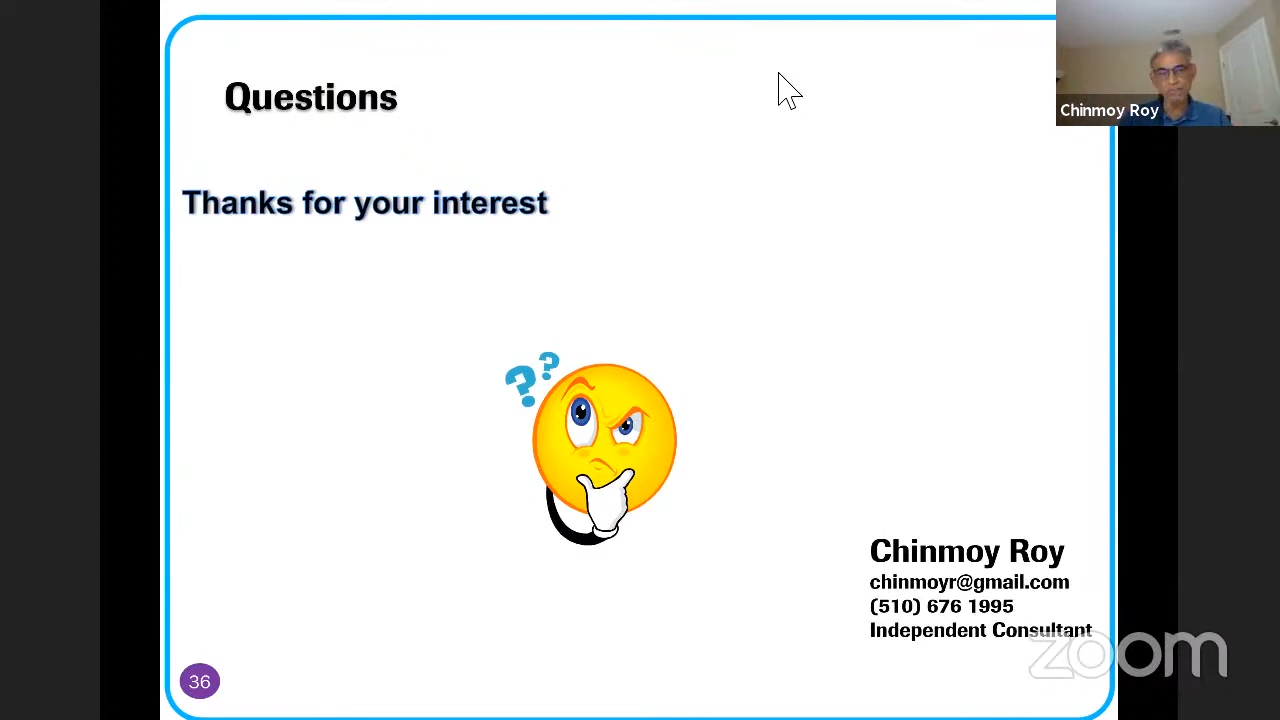 Questions
Chinmoy Roy
Thanks for your interest
? ?
Chinmoy Roy
chinmoyr@gmail.com
(510) 676 1995
Independent Consultant
zoom
36